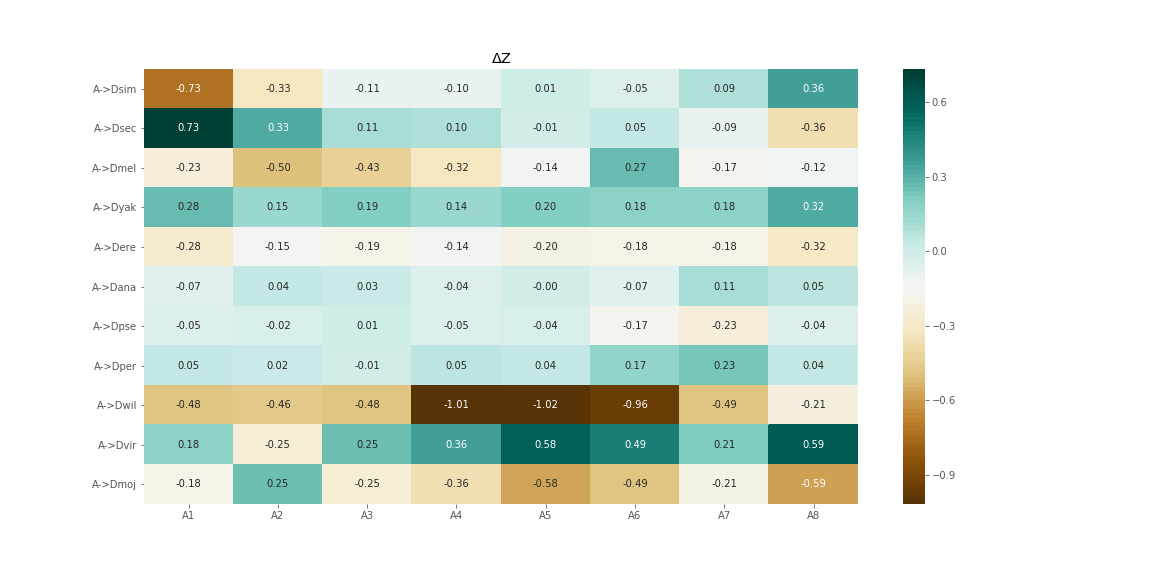 ΔZ
A->Dsim -0.73 -0.33 -0.11 -0.10 0.01 -0.05 0.09 0.36
A->Dsec 0.73 0.33 0.11 0.10 -0.01 0.05 -0.09 -0.36
A->Dmel -0.23 -0.50 -0.43 -0.32 -0.14 0.27 -0.17 -0.12
A->Dyak 0.28 0.15 0.19 0.14 0.20 0.18 0.18 0.32
A->Dere -0.28 -0.15 -0.19 -0.14 -0.20 -0.18 -0.18 -0.32
A->Dana -0.07 0.04 0.03 -0.04 -0.00 -0.07 0.11 0.05
A->Dpse -0.05 -0.02 0.01 -0.05 -0.04 -0.17 -0.23 -0.04
A->Dper 0.05 0.02 -0.01 0.05 0.04 0.17 0.23 0.04
A->Dwil -0.48 -0.46 -0.48 -1.01 -1.02 -0.96 -0.49 -0.21
A->Dvir 0.18 -0.25 0.25 0.36 0.58 0.49 0.21 0.59
A->Dmoj -0.18 0.25 -0.25 -0.36 -0.58 -0.49 -0.21 -0.59
A1 A2 A3 A4 A5 A6 A7 A8
0.6
0.3
0.0
−0.3
−0.6
−0.9